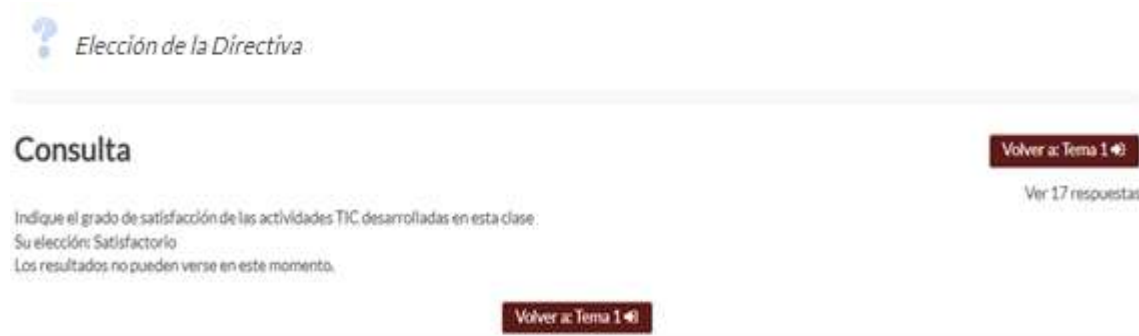 Elección de la Directiva
Consulta
Volver a: Tema 1
Ver 17 respuestas
Indique el grado de satisfacción de las actividades TIC desarrolladas en esta clase
Su elección: Satisfactorio
Los resultados no pueden verse en este momento.
Volver a: Tema 1